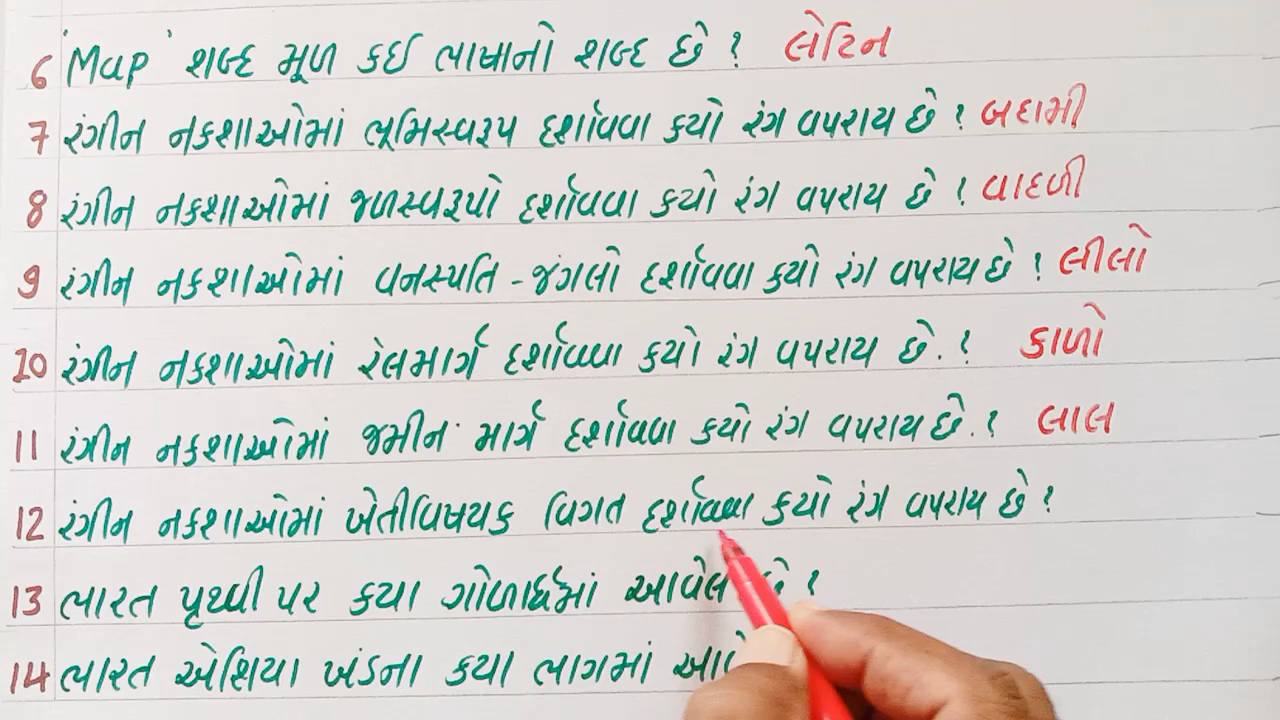 6 'Map' શબ્દ મૂળ કઈ ભાષાનો શબ્દ છે ? લેટિન
7 રંગીન નકશાઓમાં ભૂમિસ્વરૂપ દર્શાવવા કયો રંગ વપરાય છે ? બદામી
8 રંગીન નકશાઓમાં જળસ્વરૂપો દર્શાવવા કયો રંગ વપરાય છે ? વાદળી
9 રંગીન નકશાઓમાં વનસ્પતિ - જંગલો દર્શાવવા કયો રંગ વપરાય છે ? લીલો
10 રંગીન નકશાઓમાં રેલમાર્ગ દર્શાવવા કયો રંગ વપરાય છે. ? કાળો
11 રંગીન નકશાઓમાં જમીન માર્ગ દર્શાવવા કયો રંગ વપરાય છે. ? લાલ
12 રંગીન નકશાઓમાં ખેતીવિષયક વિગત દર્શાવવા કયો રંગ વપરાય છે ?
13 ભારત પૃથ્વી પર કયા ગોળાર્ધમાં આવેલ છે ?
14 ભારત એશિયા ખંડના કયા ભાગમાં